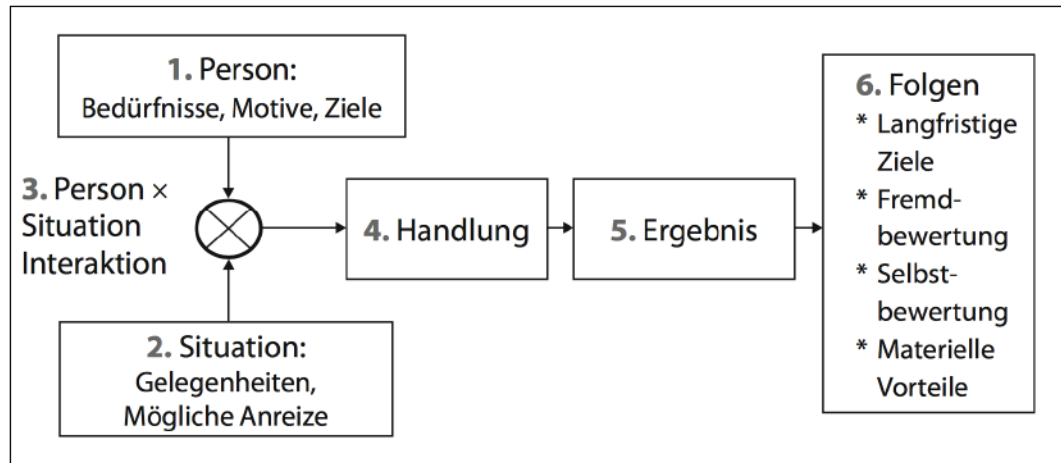 1. Person:
Bedürfnisse, Motive, Ziele
3. Person ×
Situation
Interaktion
2. Situation:
Gelegenheiten,
Mögliche Anreize
4. Handlung
5. Ergebnis
6. Folgen
* Langfristige
Ziele
* Fremd-
bewertung
* Selbst-
bewertung
* Materielle
Vorteile